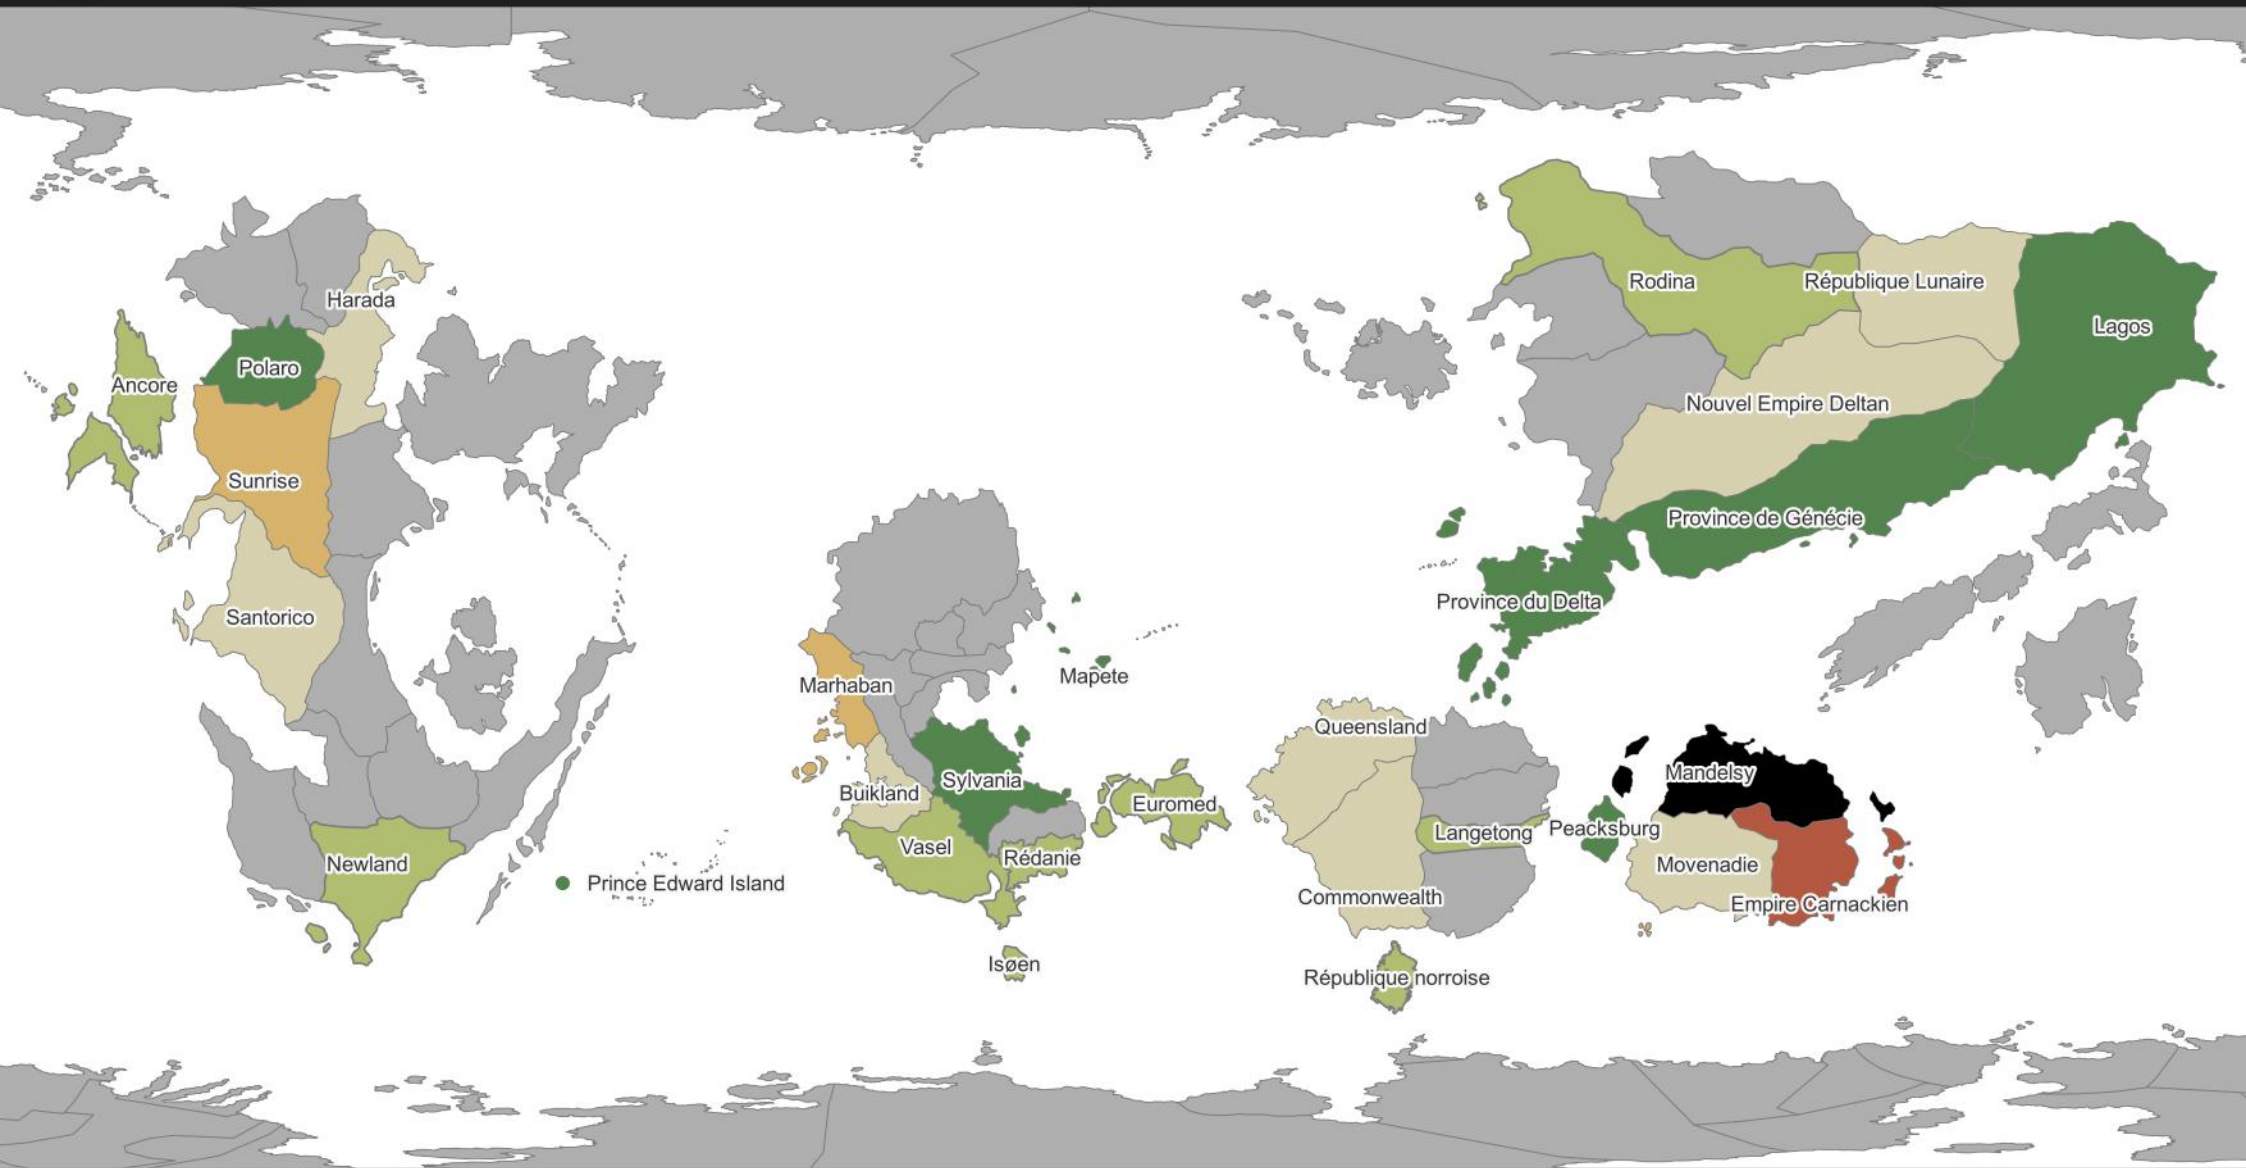 Harada
Rodina
République Lunaire
Lagos
Polaro
Ancore
Nouvel Empire Deltan
Sunrise
Province de Génécie
Province du Delta
Santorico
Mapete
Marhaban
Queensland
Mandelsy
Sylvania
Buikland
Euromed
Langetong
Peacksburg
Vasel
Rédanie
Newland
Movenadie
Prince Edward Island
Commonwealth
Empire Carnackien
Isøen
République norroise